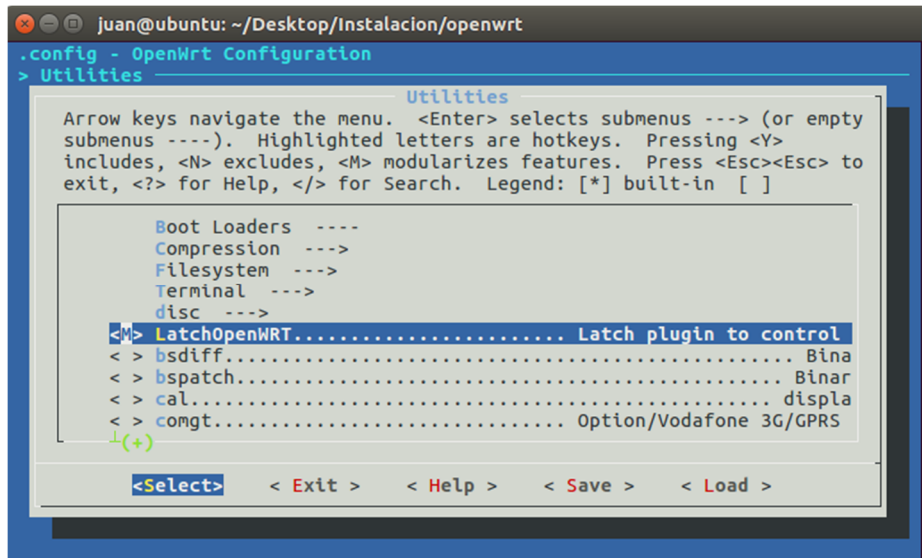 juan@ubuntu: ~/Desktop/Instalacion/openwrt
.config - OpenWrt Configuration
> Utilities
Utilities
Arrow keys navigate the menu.  <Enter> selects submenus ---> (or empty
submenus ----).  Highlighted letters are hotkeys.  Pressing <Y>
includes, <N> excludes, <M> modularizes features.  Press <Esc><Esc> to
exit, <?> for Help, </> for Search.  Legend: [*] built-in  [ ]
Boot Loaders  ----
Compression  --->
Filesystem  --->
Terminal  --->
disc  --->
<M> LatchOpenWRT........................ Latch plugin to control
< > bsdiff.................................................. Bina
< > bspatch................................................ Binar
< > cal................................................... displa
< > comgt............................... Option/Vodafone 3G/GPRS
┴(+)
<Select>    < Exit >    < Help >    < Save >    < Load >